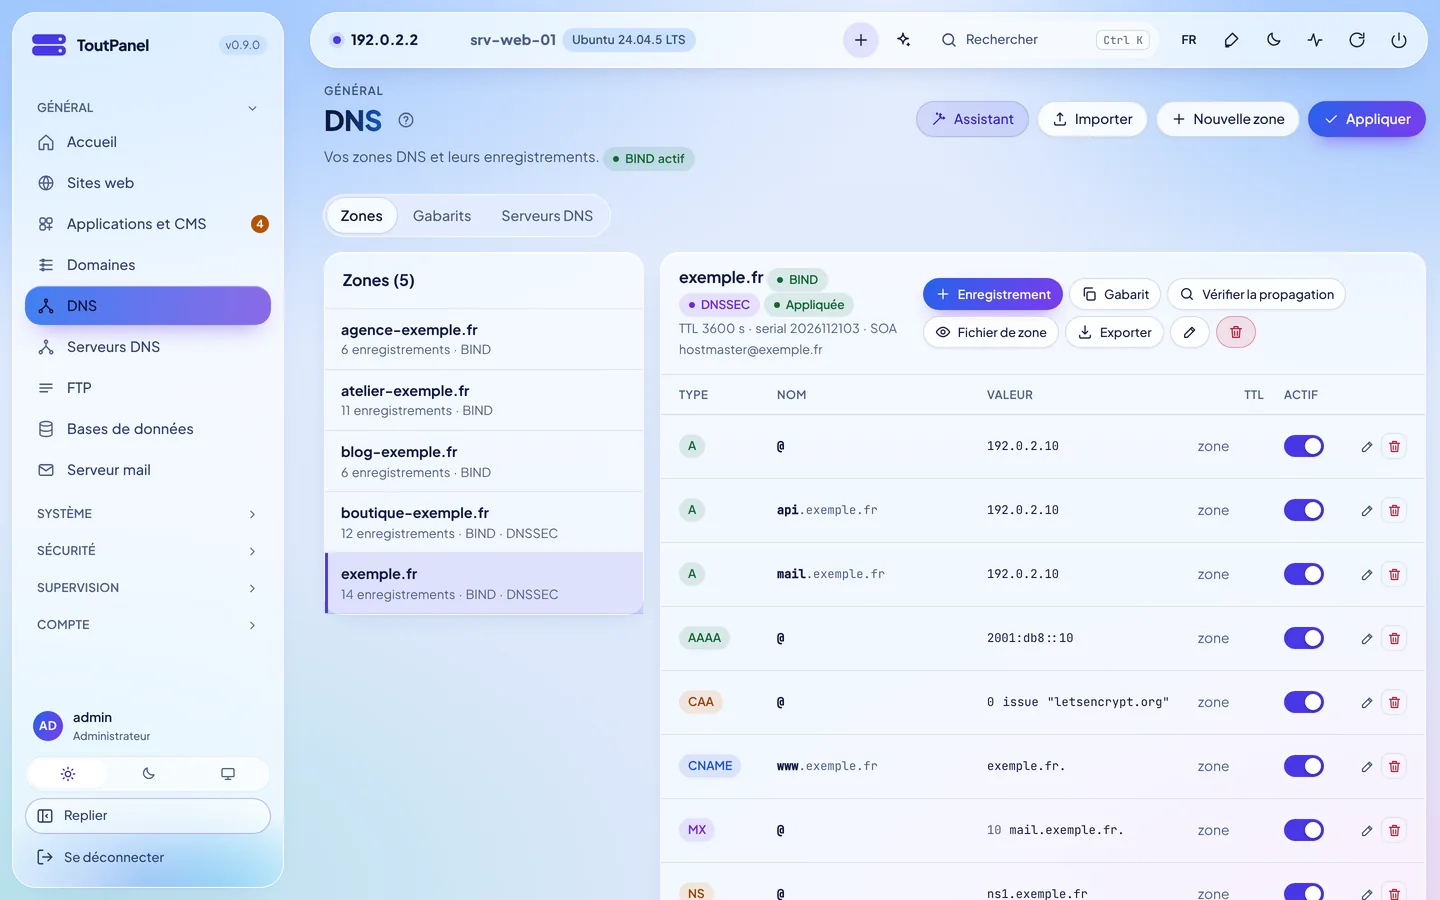 ToutPanel
v0.9.0
GÉNÉRAL
Accueil
Sites web
Applications et CMS
4
Domaines
DNS
Serveurs DNS
FTP
Bases de données
Serveur mail
SYSTÈME
SÉCURITÉ
SUPERVISION
COMPTE
AD
admin
Administrateur
Replier
Se déconnecter
192.0.2.2
srv-web-01
Ubuntu 24.04.5 LTS
Rechercher
Ctrl K
FR
GÉNÉRAL
DNS
Assistant
Importer
Nouvelle zone
Appliquer
Vos zones DNS et leurs enregistrements.
BIND actif
Zones
Gabarits
Serveurs DNS
Zones (5)
agence-exemple.fr
6 enregistrements · BIND
atelier-exemple.fr
11 enregistrements · BIND
blog-exemple.fr
6 enregistrements · BIND
boutique-exemple.fr
12 enregistrements · BIND · DNSSEC
exemple.fr
14 enregistrements · BIND · DNSSEC
exemple.fr
BIND
DNSSEC
Appliquée
TTL 3600 s · serial 2026112103 · SOA
hostmaster@exemple.fr
Enregistrement
Gabarit
Vérifier la propagation
Fichier de zone
Exporter
TYPE NOM VALEUR TTL ACTIF
A @ 192.0.2.10 zone
A api.exemple.fr 192.0.2.10 zone
A mail.exemple.fr 192.0.2.10 zone
AAAA @ 2001:db8::10 zone
CAA @ 0 issue "letsencrypt.org" zone
CNAME www.exemple.fr exemple.fr. zone
MX @ 10 mail.exemple.fr. zone
NS @ ns1.exemple.fr zone